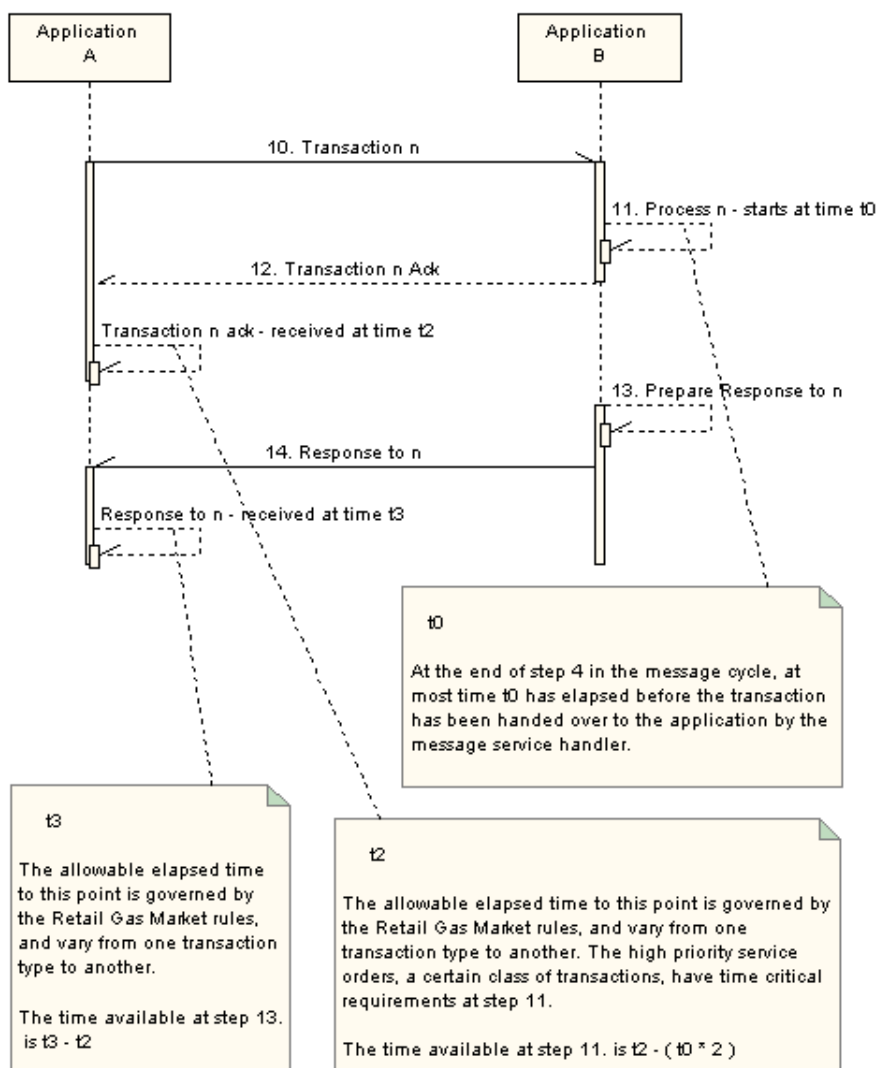 Application
A
Application
B
10. Transaction n
11. Process n - starts at time t0
12. Transaction n Ack
Transaction n ack - received at time t2
13. Prepare Response to n
14. Response to n
Response to n - received at time t3
t0
At the end of step 4 in the message cycle, at
most time t0 has elapsed before the transaction
has been handed over to the application by the
message service handler.
t3
The allowable elapsed time
to this point is governed by
the Retail Gas Market rules,
and vary from one transaction
type to another.
The time available at step 13.
is t3 - t2
t2
The allowable elapsed time to this point is governed by
the Retail Gas Market rules, and vary from one
transaction type to another. The high priority service
orders, a certain class of transactions, have time critical
requirements at step 11.
The time available at step 11. is t2 - ( t0 * 2 )